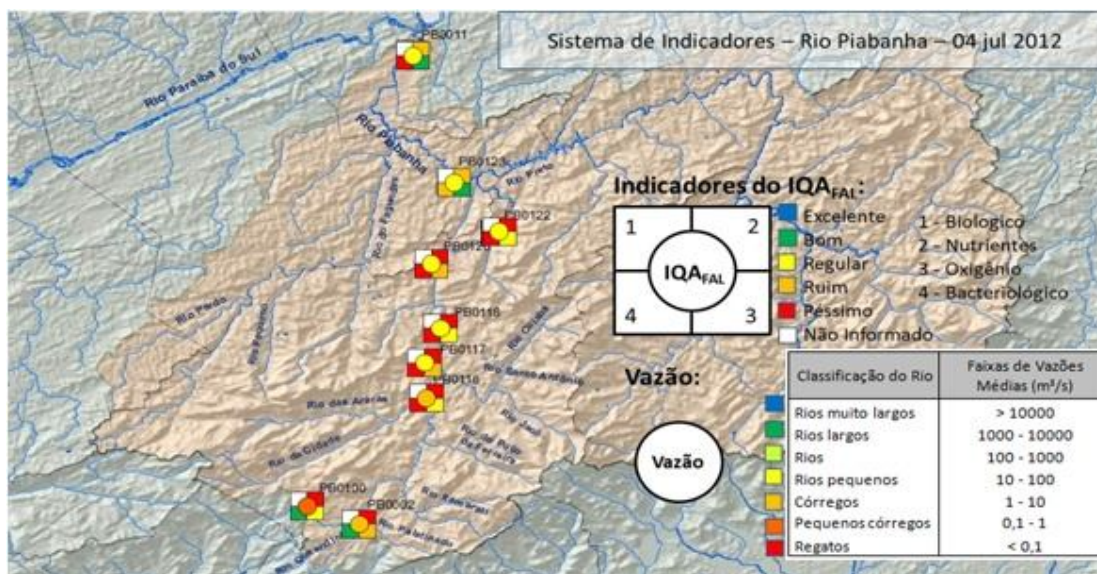 PB0011
Sistema de Indicadores – Rio Piabanha – 04 jul 2012
Rio Paraíba do Sul
Rio Piabanha
PB0123
Rio Preto
PB0122
Rio do Fagundes
PB0120
Indicadores do IQAFAL:
1
2
IQAFAL
4
3
Excelente
Bom
Regular
Ruim
Péssimo
Não Informado
1 - Biologico
2 - Nutrientes
3 - Oxigênio
4 - Bacteriológico
PB0116
PB0117
Rio Santo Antônio
PB0118
Rio das Araras
Rio Jacó
Rio da Cidade
PB0100
PB0002
Rio Itamarati
Rio Palatinado
Vazão:
Vazão
Classificação do Rio
Faixas de Vazões
Médias (m³/s)
Rios muito largos > 10000
Rios largos 1000 - 10000
Rios 100 - 1000
Rios pequenos 10 - 100
Córregos 1 - 10
Pequenos córregos 0,1 - 1
Regatos < 0,1